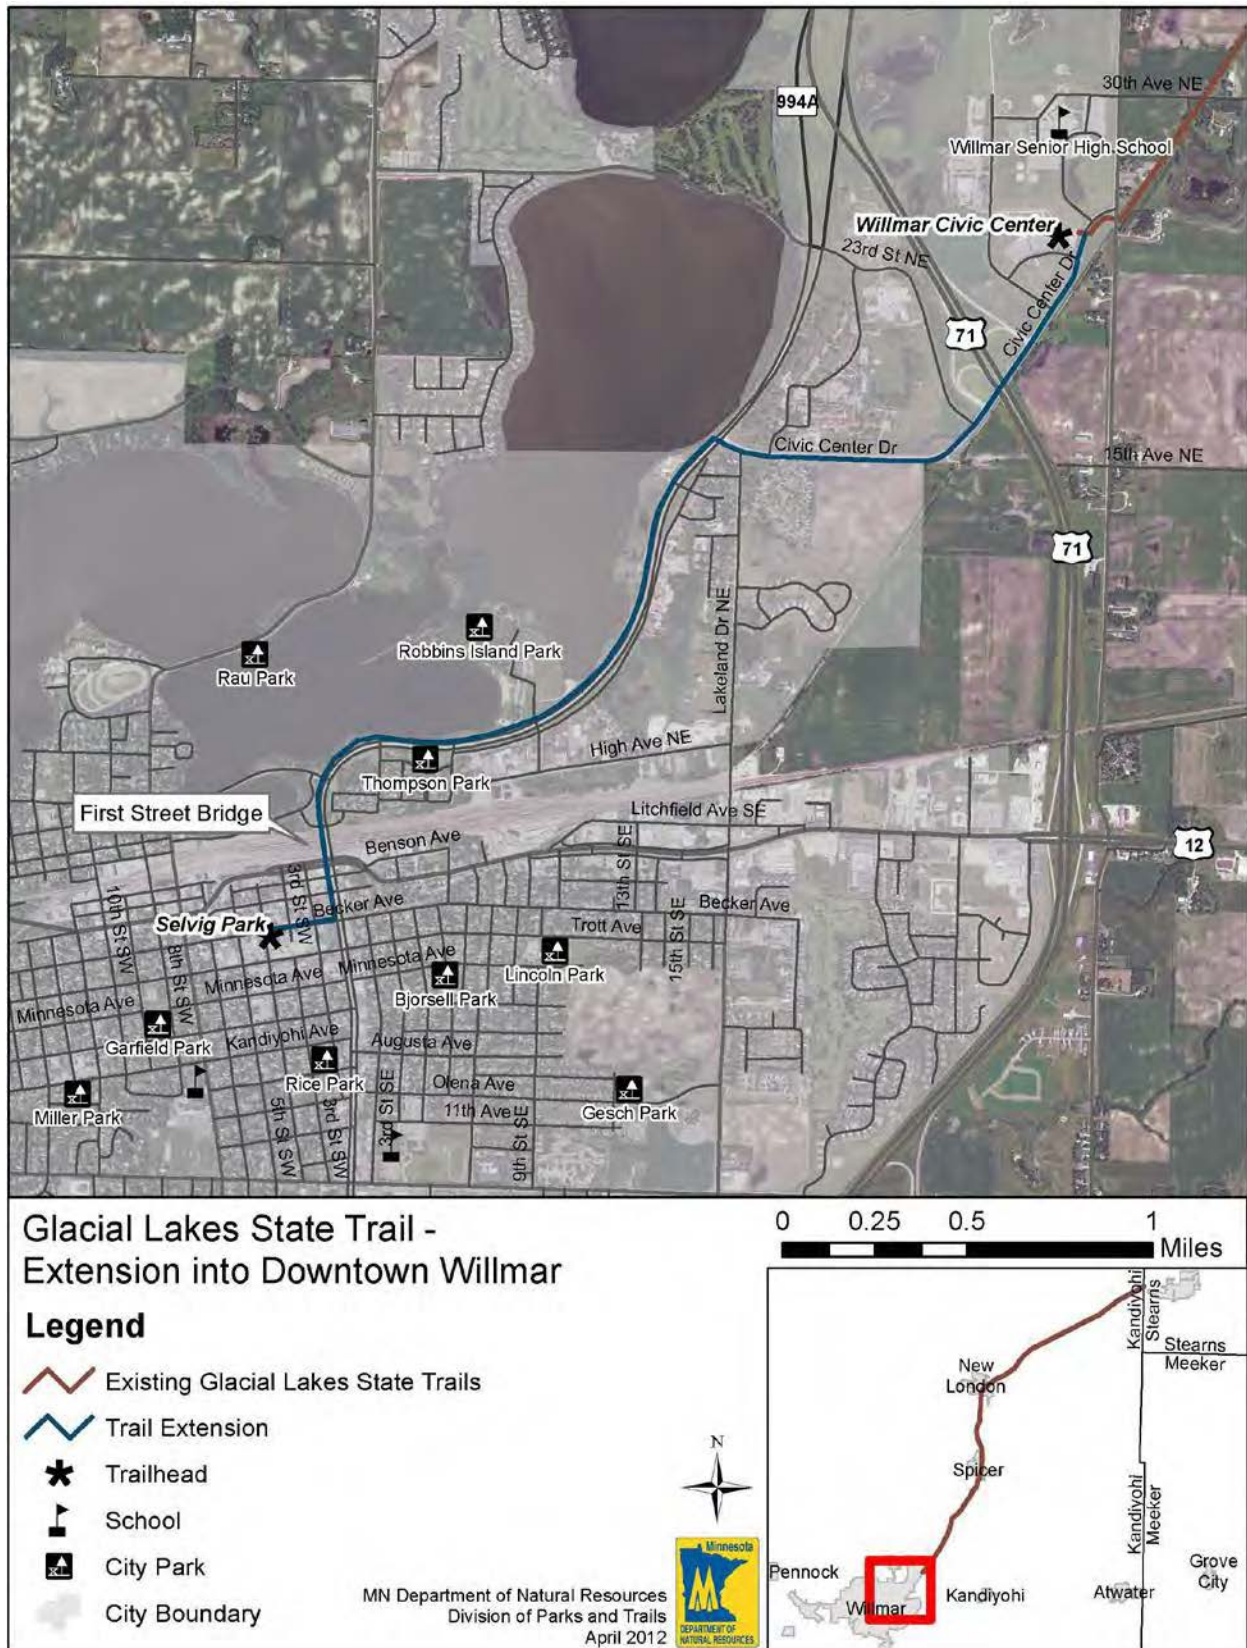 994A
30th Ave NE
Willmar Senior High School
Willmar Civic Center
23rd St NE
71
Civic Center Dr
Civic Center Dr
15th Ave NE
71
Lakeland Dr NE
Robbins Island Park
Rau Park
High Ave NE
Thompson Park
First Street Bridge
Litchfield Ave SE
Benson Ave
12
13th St SE
3rd St SW
10th St SW
Becker Ave
Becker Ave
Selvig Park
Trott Ave
8th St SW
15th St SE
Minnesota Ave
Minnesota Ave
Lincoln Park
Bjorsell Park
Minnesota Ave
Garfield Park
Kandiyohi Ave
Augusta Ave
Rice Park
Olena Ave
Miller Park
Gesch Park
11th Ave
5th St SW
3rd St SW
3rd St SE
9th St SE
Glacial Lakes State Trail -
Extension into Downtown Willmar
Legend
Existing Glacial Lakes State Trails
Trail Extension
Trailhead
School
City Park
City Boundary
MN Department of Natural Resources
Division of Parks and Trails
April 2012
N
Minnesota
DEPARTMENT OF
NATURAL RESOURCES
0 0.25 0.5 1
Miles
Kandiyohi
Stearns
Stearns
Meeker
New
London
Spicer
Kandiyohi
Meeker
Pennock
Willmar
Kandiyohi
Atwater
Grove
City